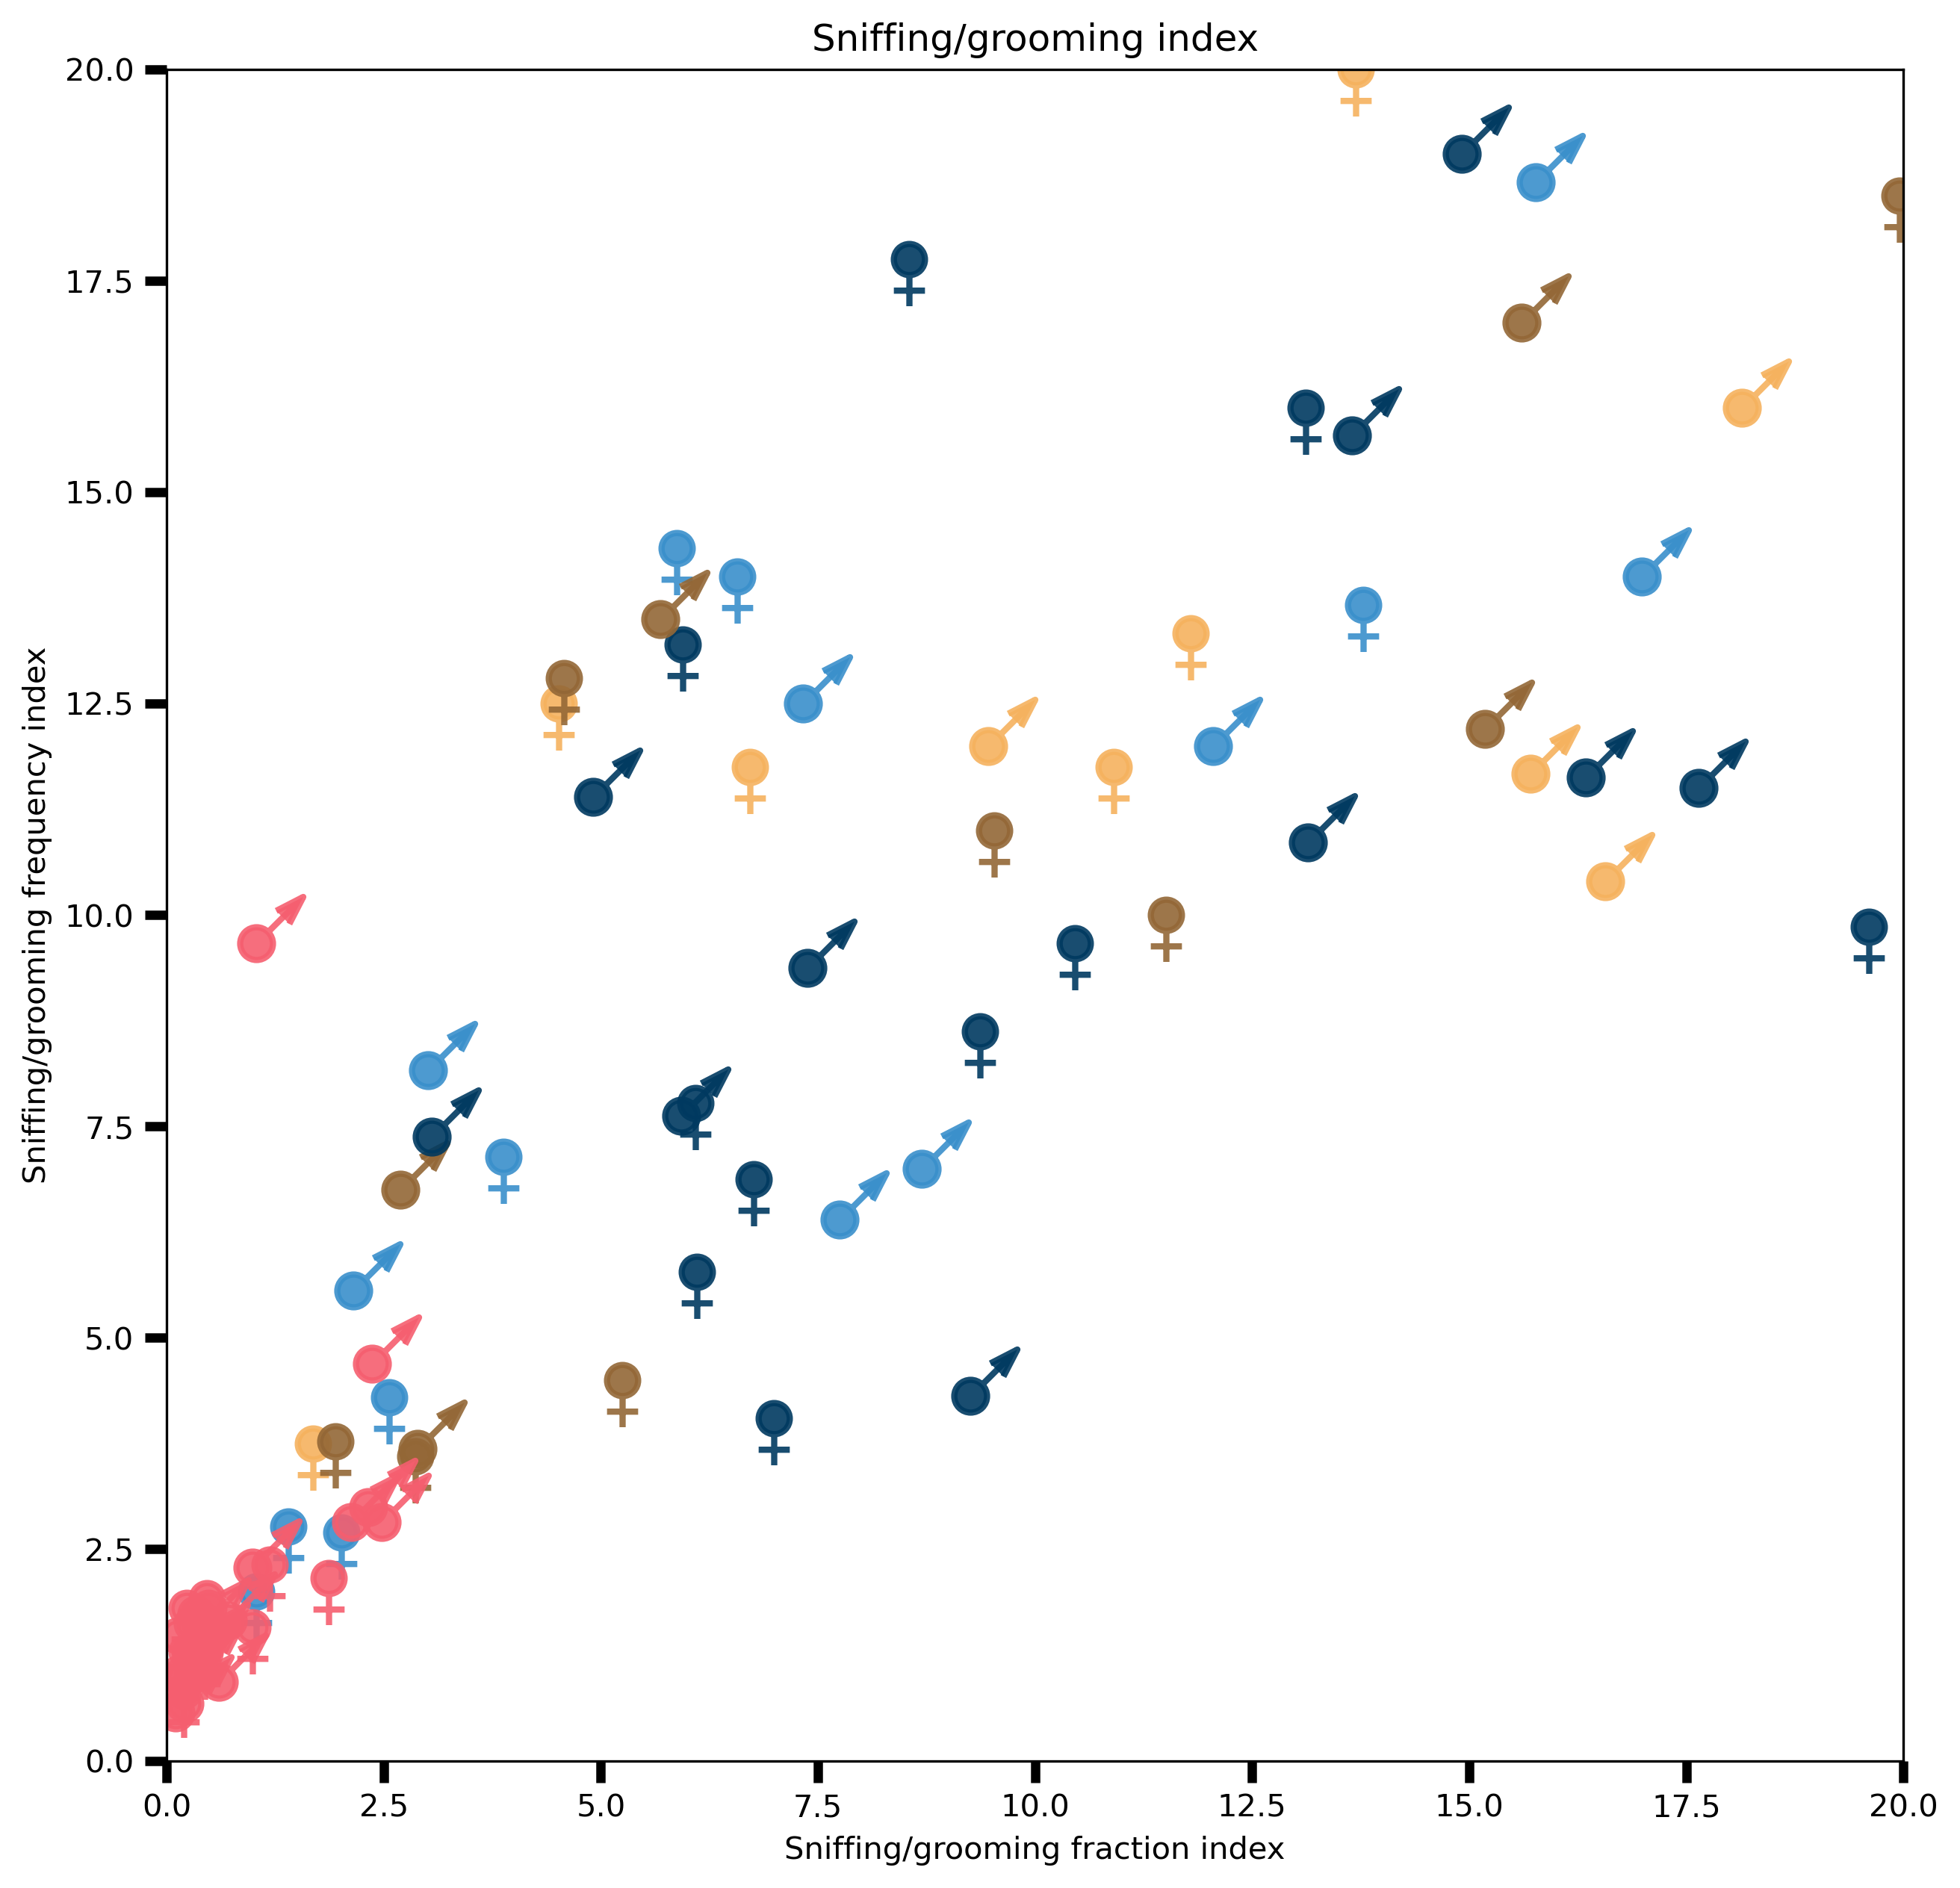 Sniffing/grooming index
20.0
17.5
15.0
12.5
10.0
7.5
5.0
2.5
0.0
Sniffing/grooming frequency index
0.0 2.5 5.0 7.5 10.0 12.5 15.0 17.5 20.0
Sniffing/grooming fraction index